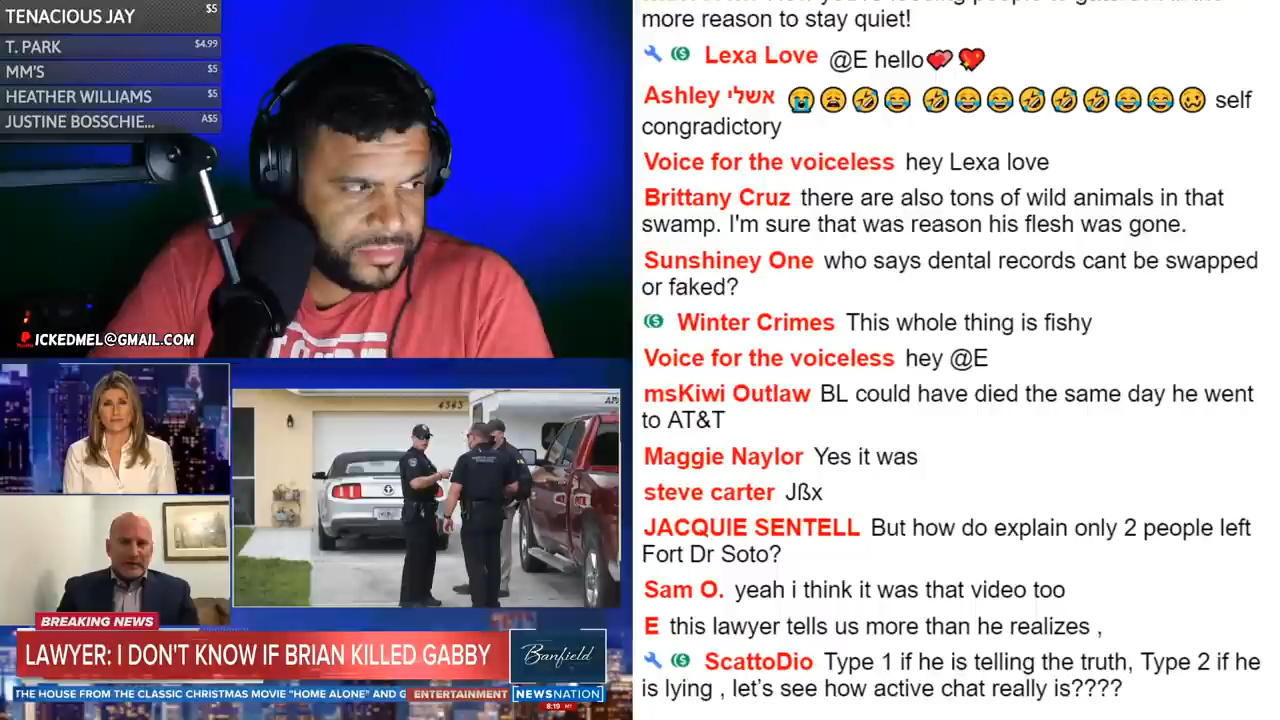 TENACIOUS JAY $5
T. PARK $4.99
MM'S $5
HEATHER WILLIAMS $5
JUSTINE BOSSCHIE... A$5
ICKEDMEL@GMAIL.COM
4343
BREAKING NEWS
LAWYER: I DON'T KNOW IF BRIAN KILLED GABBY
Banfield
THE HOUSE FROM THE CLASSIC CHRISTMAS MOVIE "HOME ALONE" AND G
ENTERTAINMENT
NEWSNATION
8:19 MT
more reason to stay quiet!
Lexa Love @E hello💕💖
Ashley אשלי 😭😩🤣😂 🤣😂😂🤣🤣🤣😂😂🥴 self
congradictory
Voice for the voiceless hey Lexa love
Brittany Cruz there are also tons of wild animals in that
swamp. I'm sure that was reason his flesh was gone.
Sunshiney One who says dental records cant be swapped
or faked?
Winter Crimes This whole thing is fishy
Voice for the voiceless hey @E
msKiwi Outlaw BL could have died the same day he went
to AT&T
Maggie Naylor Yes it was
steve carter Jßx
JACQUIE SENTELL But how do explain only 2 people left
Fort Dr Soto?
Sam O. yeah i think it was that video too
E this lawyer tells us more than he realizes ,
ScattoDio Type 1 if he is telling the truth, Type 2 if he
is lying , let's see how active chat really is????